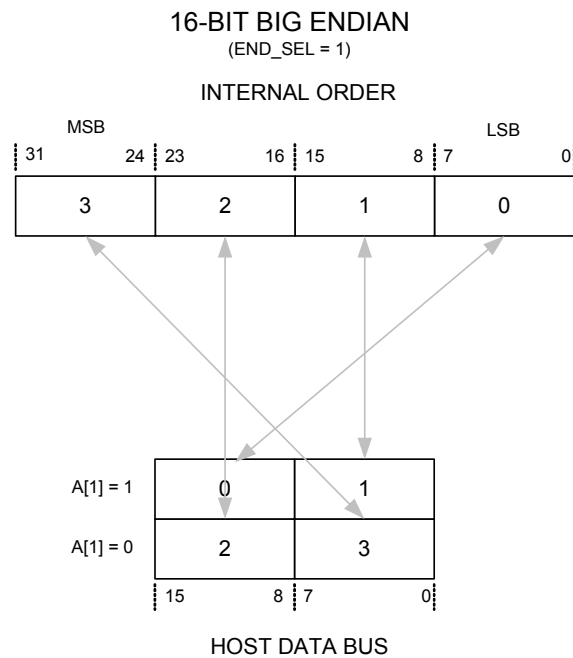 16-BIT BIG ENDIAN
(END_SEL = 1)
INTERNAL ORDER
MSB LSB
31 24 23 16 15 8 7 0
3 2 1 0
A[1] = 1 0 1
A[1] = 0 2 3
15 8 7 0
HOST DATA BUS